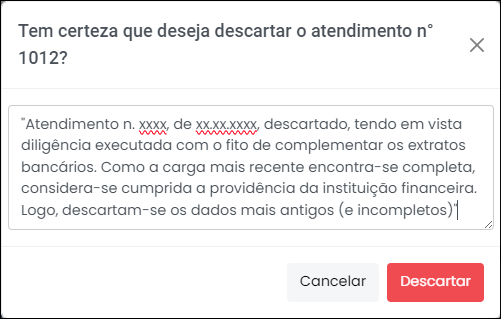 Tem certeza que deseja descartar o atendimento n°
1012?
"Atendimento n. xxxx, de xx.xx.xxxx, descartado, tendo em vista
diligência executada com o fito de complementar os extratos
bancários. Como a carga mais recente encontra-se completa,
considera-se cumprida a providência da instituição financeira.
Logo, descartam-se os dados mais antigos (e incompletos)"
Cancelar
Descartar